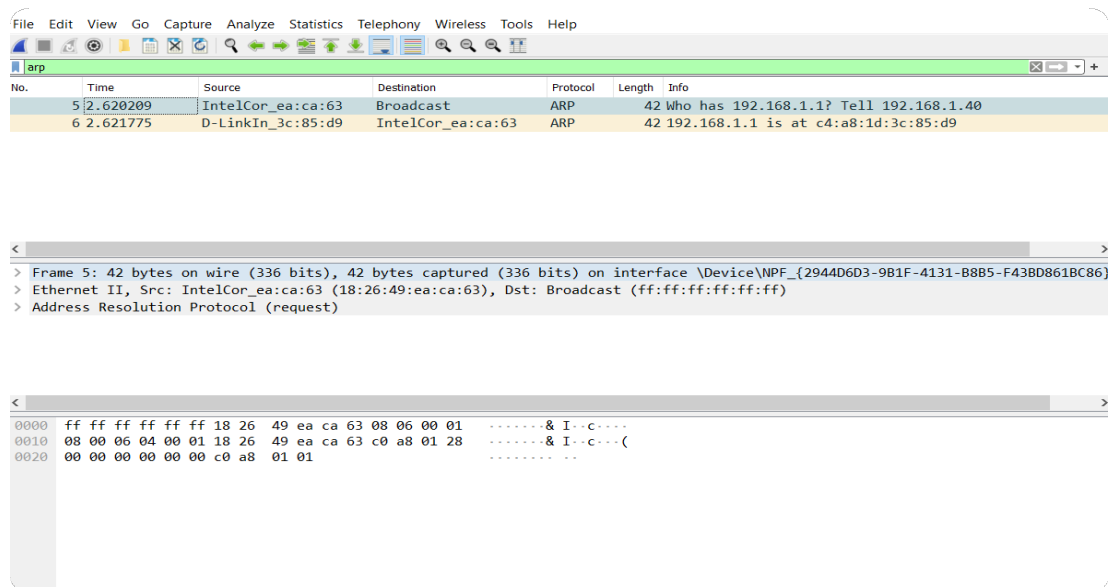 File Edit View Go Capture Analyze Statistics Telephony Wireless Tools Help
arp
No. Time Source Destination Protocol Length Info
5 2.620209 IntelCor_ea:ca:63 Broadcast ARP 42 Who has 192.168.1.1? Tell 192.168.1.40
6 2.621775 D-LinkIn_3c:85:d9 IntelCor_ea:ca:63 ARP 42 192.168.1.1 is at c4:a8:1d:3c:85:d9
> Frame 5: 42 bytes on wire (336 bits), 42 bytes captured (336 bits) on interface \Device\NPF_{2944D6D3-9B1F-4131-B8B5-F43BD861BC86}
> Ethernet II, Src: IntelCor_ea:ca:63 (18:26:49:ea:ca:63), Dst: Broadcast (ff:ff:ff:ff:ff:ff)
> Address Resolution Protocol (request)
0000 ff ff ff ff ff ff 18 26 49 ea ca 63 08 06 00 01 ·······& I··c····
0010 08 00 06 04 00 01 18 26 49 ea ca 63 c0 a8 01 28 ·······& I··c···(
0020 00 00 00 00 00 00 c0 a8 01 01 ········ ··